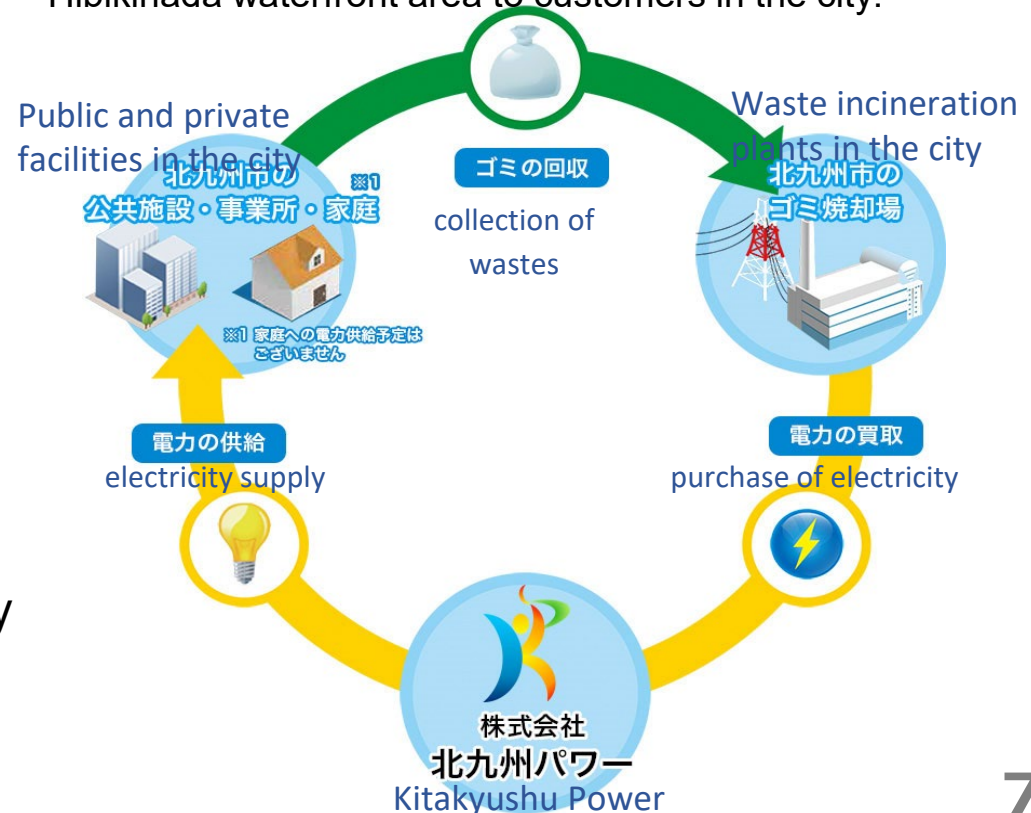 Hibikinada waterfront area to customers in the city.
Public and private
facilities in the city
北九州市の
※1
公共施設・事業所・家庭
※1 家庭への電力供給予定は
ございません
ゴミの回収
collection of
wastes
Waste incineration
plants in the city
北九州市の
ゴミ焼却場
電力の供給
electricity supply
電力の買取
purchase of electricity
y
株式会社
北九州パワー
Kitakyushu Power
7